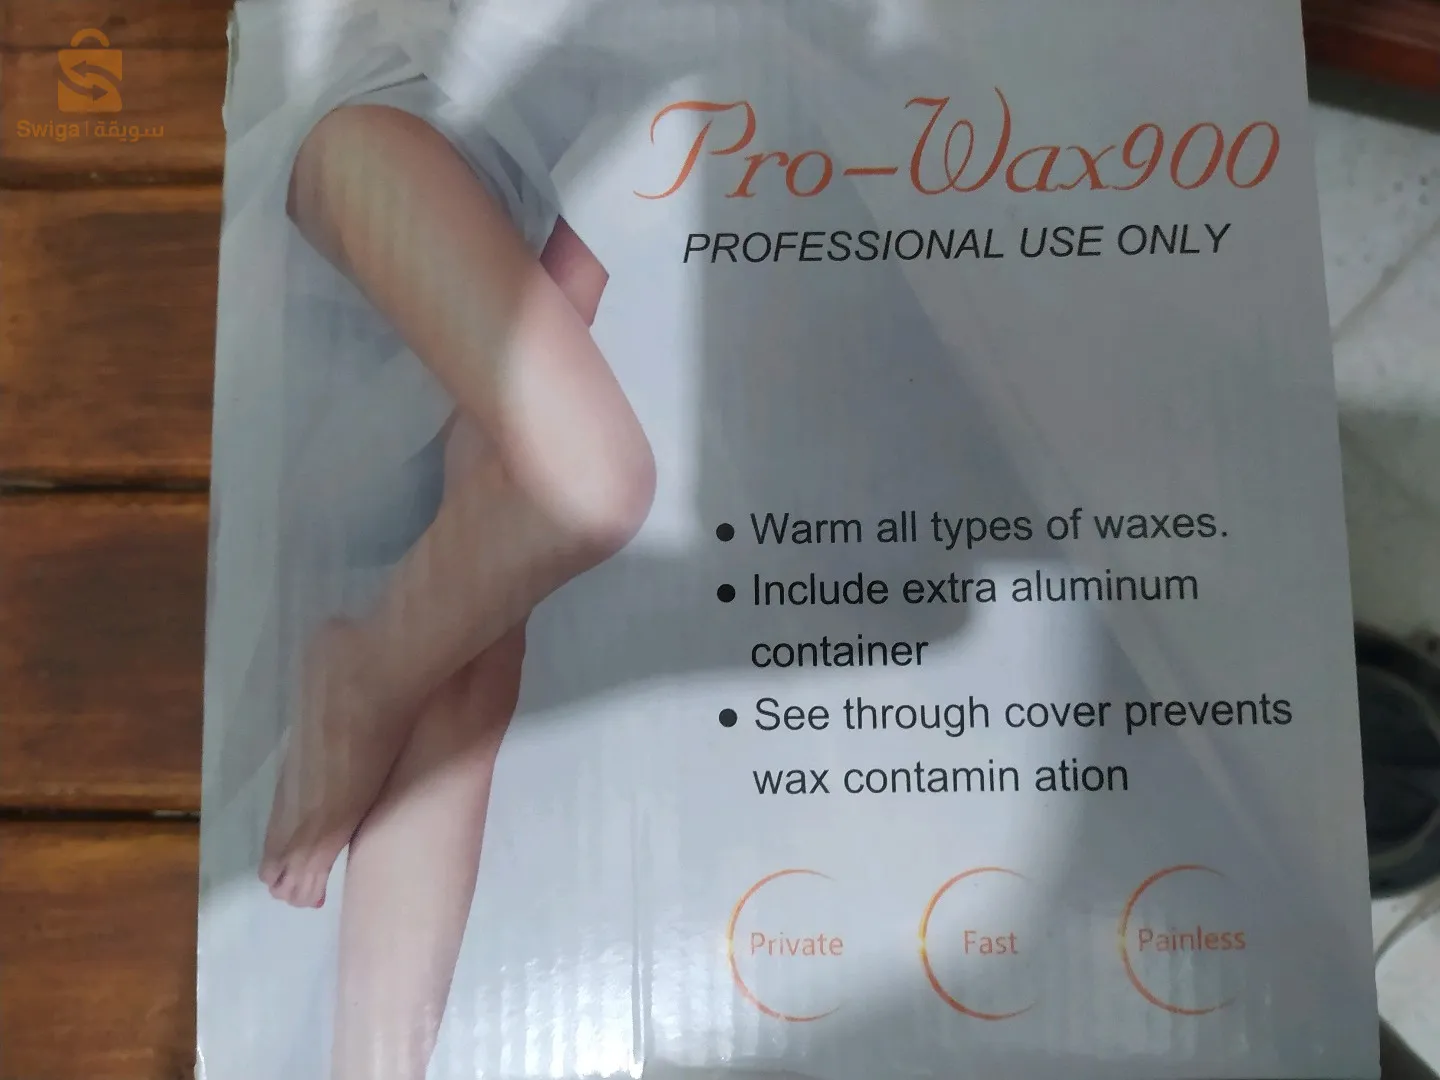 Swiga | سويقة
Pro-Wax900
PROFESSIONAL USE ONLY
● Warm all types of waxes.
● Include extra aluminum
container
● See through cover prevents
wax contamin ation
Private
Fast
Painless